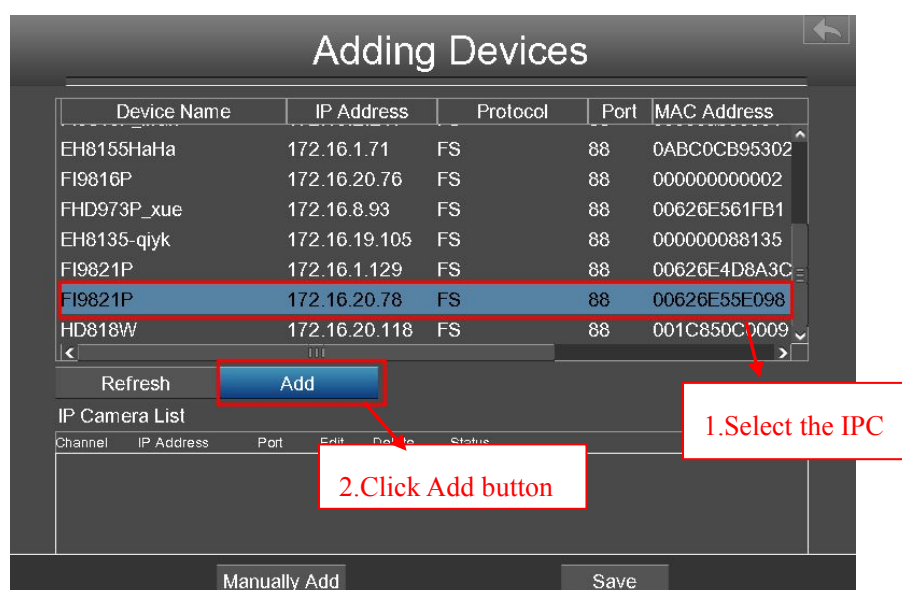 Adding Devices
Device Name IP Address Protocol Port MAC Address
EH8155HaHa 172.16.1.71 FS 88 0ABC0CB95302
FI9816P 172.16.20.76 FS 88 000000000002
FHD973P_xue 172.16.8.93 FS 88 00626E561FB1
EH8135-qiyk 172.16.19.105 FS 88 000000088135
FI9821P 172.16.1.129 FS 88 00626E4D8A3C
FI9821P 172.16.20.78 FS 88 00626E55E098
HD818W 172.16.20.118 FS 88 001C850C0009
Refresh Add
IP Camera List
1.Select the IPC
Channel IP Address Port Edit Delete Status
2.Click Add button
Manually Add Save